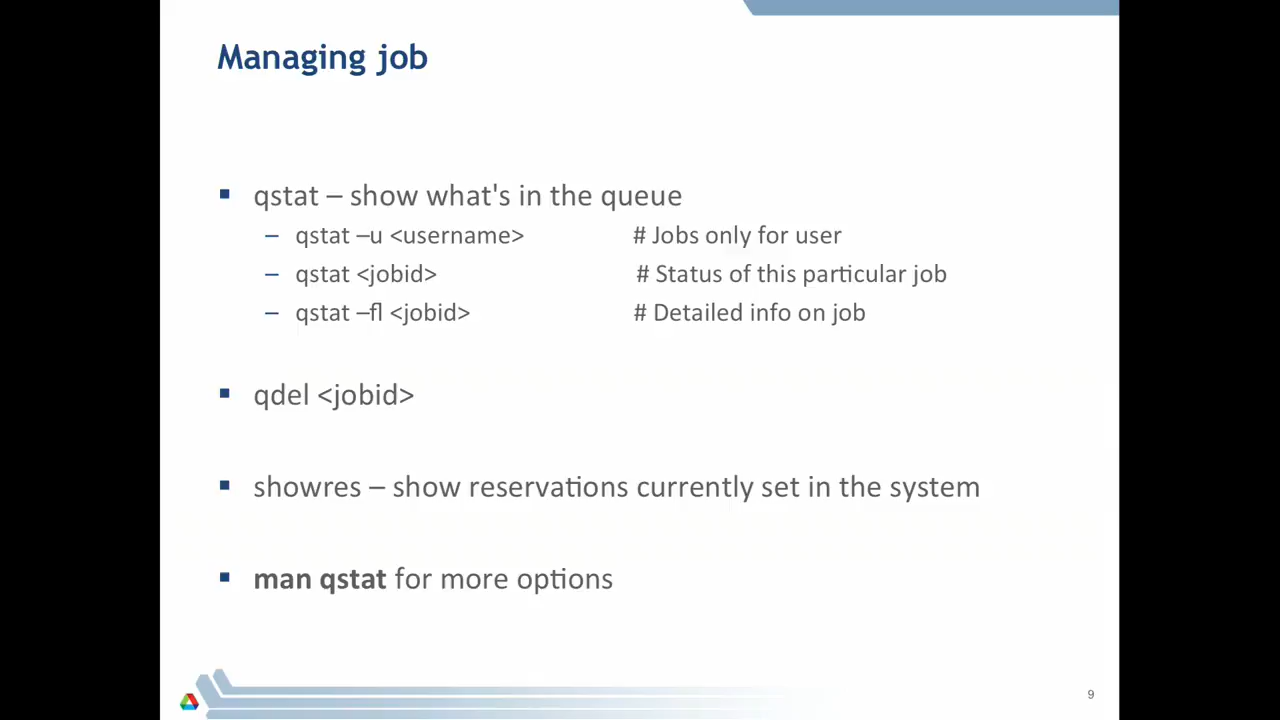 Managing job
▪ qstat – show what's in the queue
– qstat –u <username> # Jobs only for user
– qstat <jobid> # Status of this particular job
– qstat –fl <jobid> # Detailed info on job
▪ qdel <jobid>
▪ showres – show reservations currently set in the system
▪ man qstat for more options
9